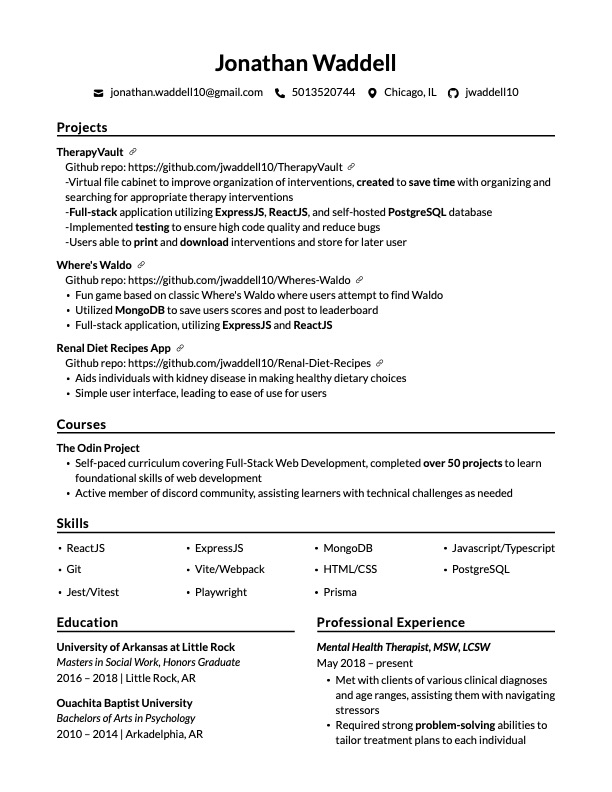 Jonathan Waddell
jonathan.waddell10@gmail.com 5013520744 Chicago, IL jwaddell10
Projects
TherapyVault
Github repo: https://github.com/jwaddell10/TherapyVault
-Virtual file cabinet to improve organization of interventions, created to save time with organizing and
searching for appropriate therapy interventions
-Full-stack application utilizing ExpressJS, ReactJS, and self-hosted PostgreSQL database
-Implemented testing to ensure high code quality and reduce bugs
-Users able to print and download interventions and store for later user
Where's Waldo
Github repo: https://github.com/jwaddell10/Wheres-Waldo
• Fun game based on classic Where's Waldo where users attempt to find Waldo
• Utilized MongoDB to save users scores and post to leaderboard
• Full-stack application, utilizing ExpressJS and ReactJS
Renal Diet Recipes App
Github repo: https://github.com/jwaddell10/Renal-Diet-Recipes
• Aids individuals with kidney disease in making healthy dietary choices
• Simple user interface, leading to ease of use for users
Courses
The Odin Project
• Self-paced curriculum covering Full-Stack Web Development, completed over 50 projects to learn
foundational skills of web development
• Active member of discord community, assisting learners with technical challenges as needed
Skills
• ReactJS • ExpressJS • MongoDB • Javascript/Typescript
• Git • Vite/Webpack • HTML/CSS • PostgreSQL
• Jest/Vitest • Playwright • Prisma
Education
University of Arkansas at Little Rock
Masters in Social Work, Honors Graduate
2016 – 2018 | Little Rock, AR
Ouachita Baptist University
Bachelors of Arts in Psychology
2010 – 2014 | Arkadelphia, AR
Professional Experience
Mental Health Therapist, MSW, LCSW
May 2018 – present
• Met with clients of various clinical diagnoses
and age ranges, assisting them with navigating
stressors
• Required strong problem-solving abilities to
tailor treatment plans to each individual